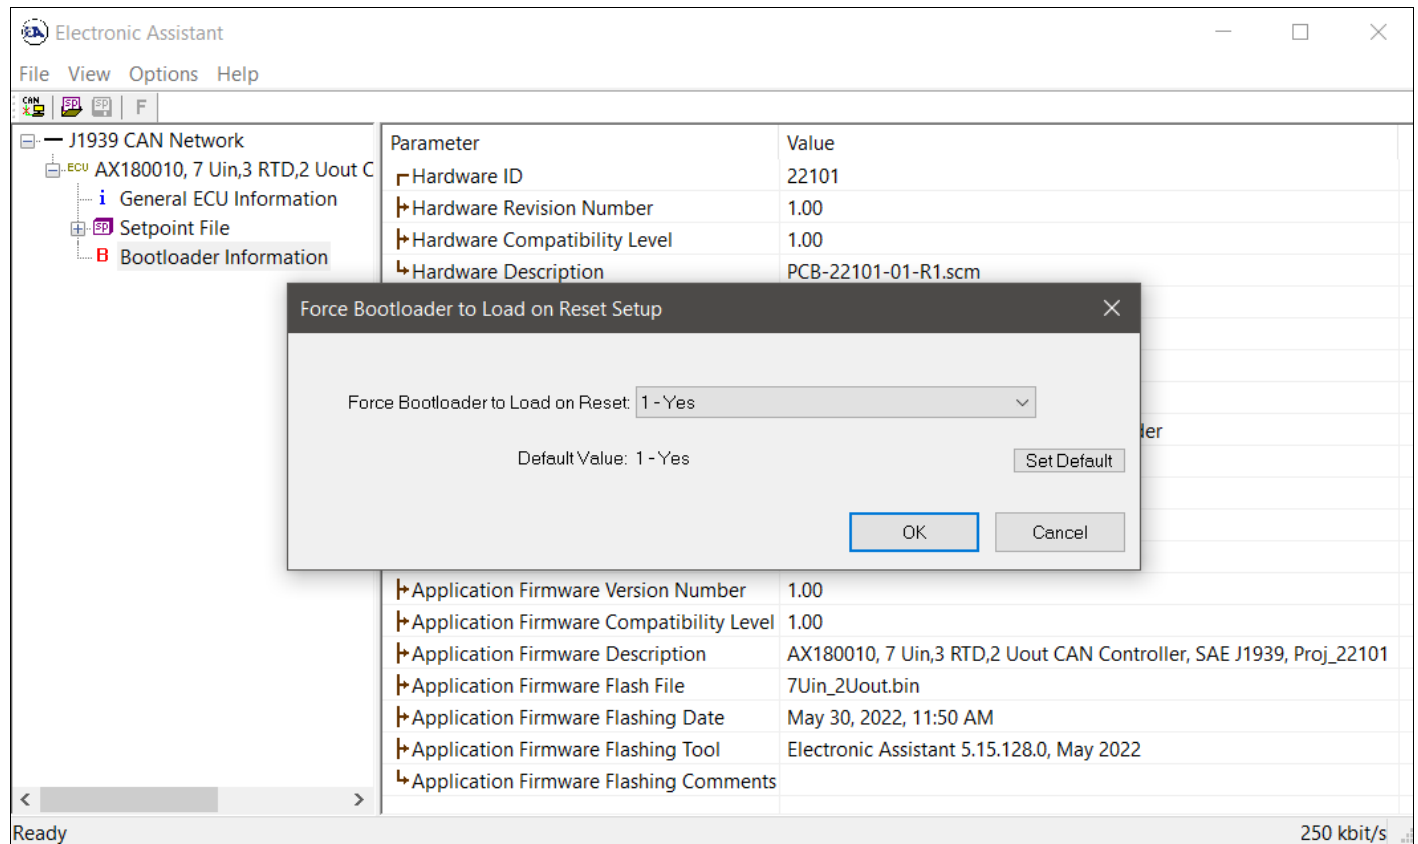 Electronic Assistant
File View Options Help
CAN SP SP F
J1939 CAN Network
ECU AX180010, 7 Uin,3 RTD,2 Uout C
i General ECU Information
SP Setpoint File
B Bootloader Information
Parameter Value
Hardware ID 22101
Hardware Revision Number 1.00
Hardware Compatibility Level 1.00
Hardware Description PCB-22101-01-R1.scm
Force Bootloader to Load on Reset Setup
Force Bootloader to Load on Reset: 1 - Yes
Default Value: 1 - Yes
Set Default
OK Cancel
Application Firmware Version Number 1.00
Application Firmware Compatibility Level 1.00
Application Firmware Description AX180010, 7 Uin,3 RTD,2 Uout CAN Controller, SAE J1939, Proj_22101
Application Firmware Flash File 7Uin_2Uout.bin
Application Firmware Flashing Date May 30, 2022, 11:50 AM
Application Firmware Flashing Tool Electronic Assistant 5.15.128.0, May 2022
Application Firmware Flashing Comments
Ready 250 kbit/s